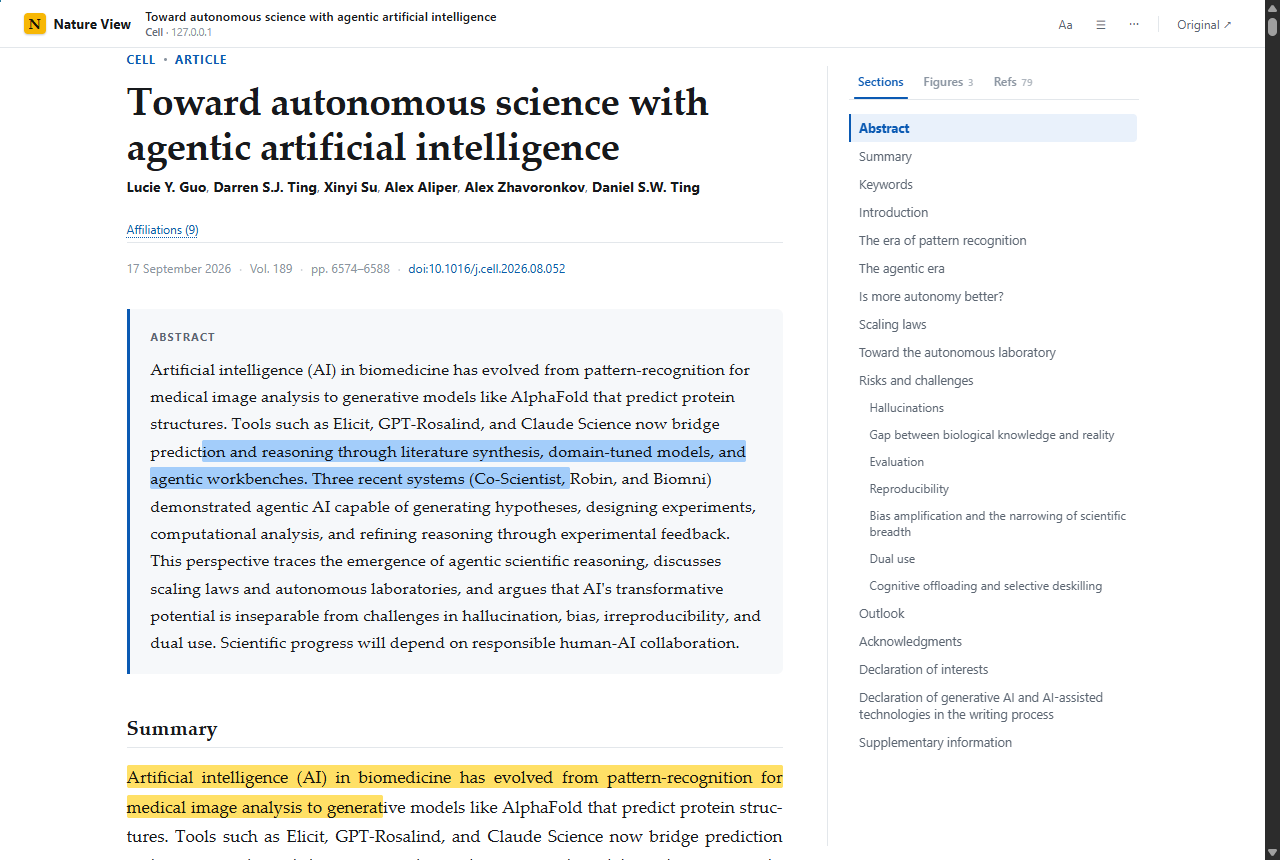 N Nature View
Toward autonomous science with agentic artificial intelligence
Cell · 127.0.0.1
Aa ☰ ··· Original ↗
CELL • ARTICLE
Toward autonomous science with
agentic artificial intelligence
Lucie Y. Guo, Darren S.J. Ting, Xinyi Su, Alex Aliper, Alex Zhavoronkov, Daniel S.W. Ting
Affiliations (9)
17 September 2026 · Vol. 189 · pp. 6574–6588 · doi:10.1016/j.cell.2026.08.052
ABSTRACT
Artificial intelligence (AI) in biomedicine has evolved from pattern-recognition for
medical image analysis to generative models like AlphaFold that predict protein
structures. Tools such as Elicit, GPT-Rosalind, and Claude Science now bridge
prediction and reasoning through literature synthesis, domain-tuned models, and
agentic workbenches. Three recent systems (Co-Scientist, Robin, and Biomni)
demonstrated agentic AI capable of generating hypotheses, designing experiments,
computational analysis, and refining reasoning through experimental feedback.
This perspective traces the emergence of agentic scientific reasoning, discusses
scaling laws and autonomous laboratories, and argues that AI's transformative
potential is inseparable from challenges in hallucination, bias, irreproducibility, and
dual use. Scientific progress will depend on responsible human-AI collaboration.
Summary
Artificial intelligence (AI) in biomedicine has evolved from pattern-recognition for
medical image analysis to generative models like AlphaFold that predict protein struc-
tures. Tools such as Elicit, GPT-Rosalind, and Claude Science now bridge prediction
Sections Figures 3 Refs 79
Abstract
Summary
Keywords
Introduction
The era of pattern recognition
The agentic era
Is more autonomy better?
Scaling laws
Toward the autonomous laboratory
Risks and challenges
Hallucinations
Gap between biological knowledge and reality
Evaluation
Reproducibility
Bias amplification and the narrowing of scientific
breadth
Dual use
Cognitive offloading and selective deskilling
Outlook
Acknowledgments
Declaration of interests
Declaration of generative AI and AI-assisted
technologies in the writing process
Supplementary information